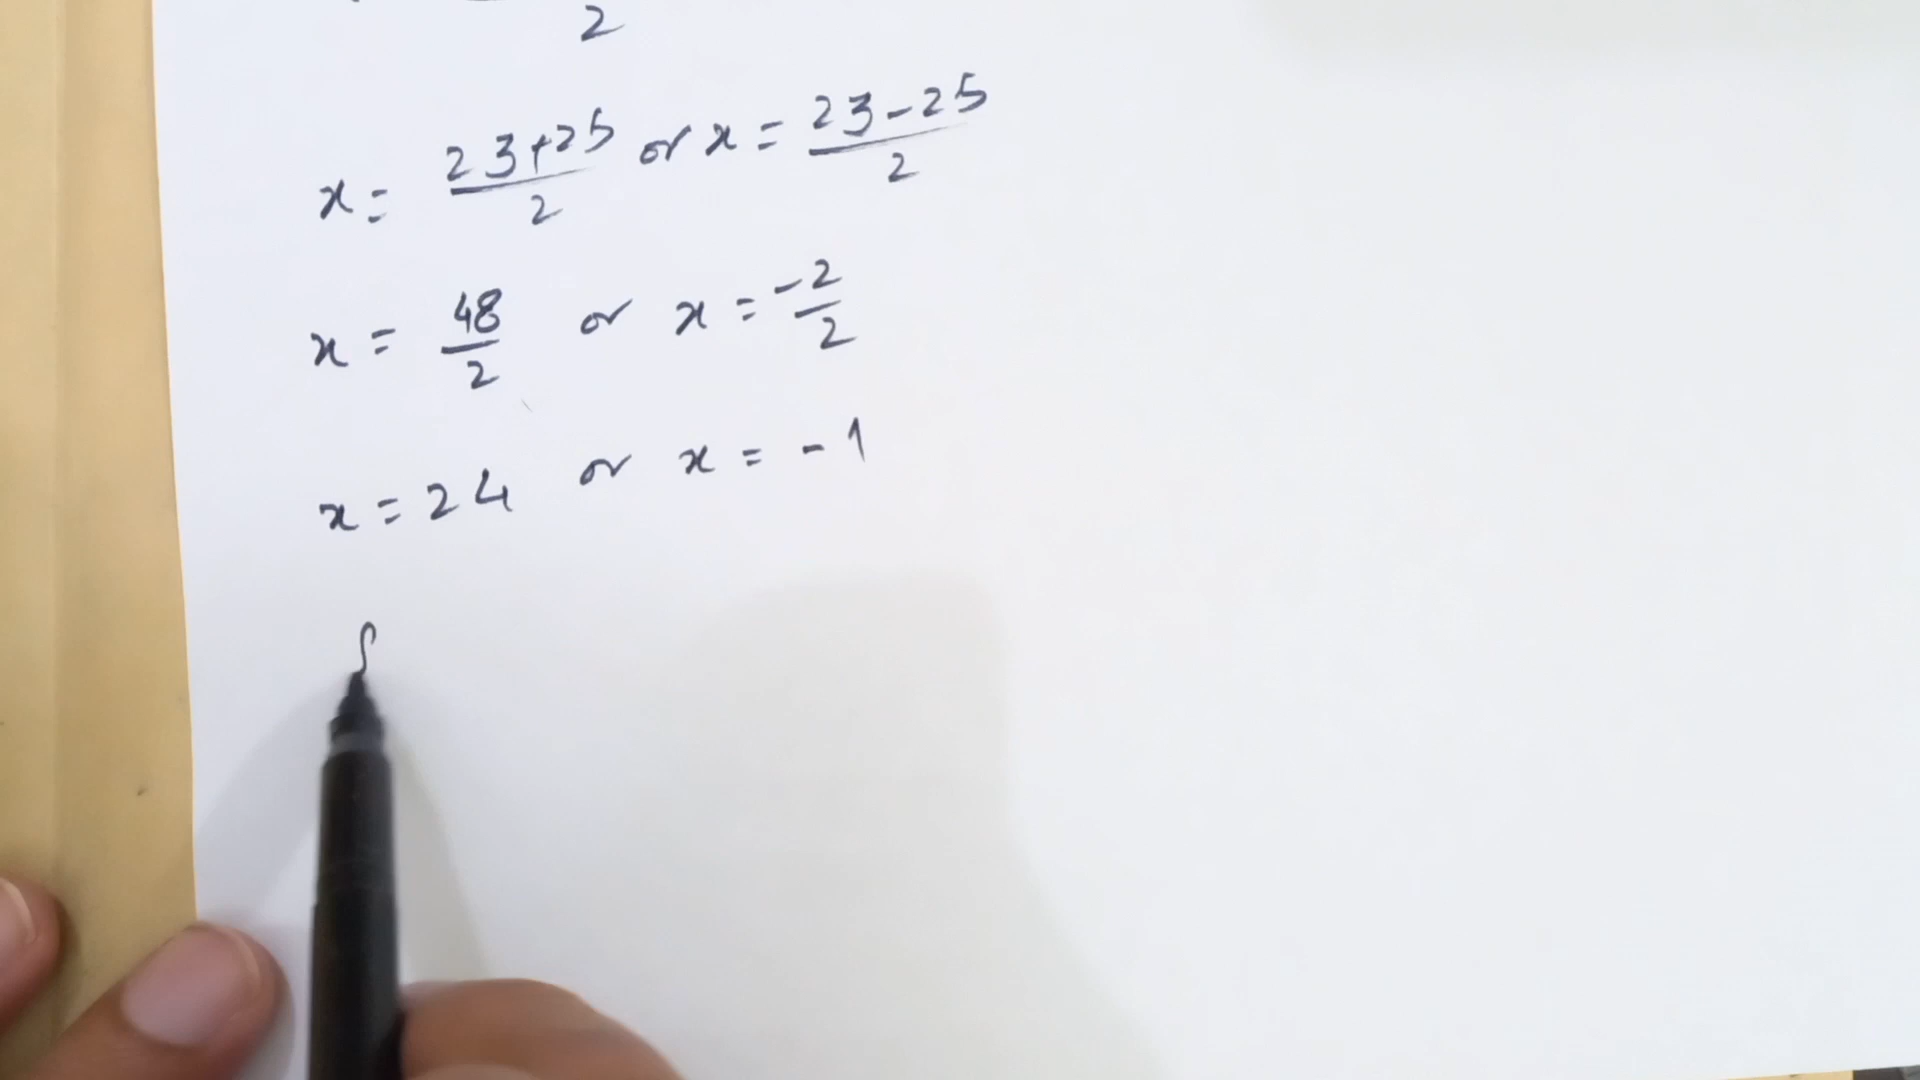 2
x = 23+25/2 or x = 23-25/2
x = 48/2 or x = -2/2
x = 24 or x = -1